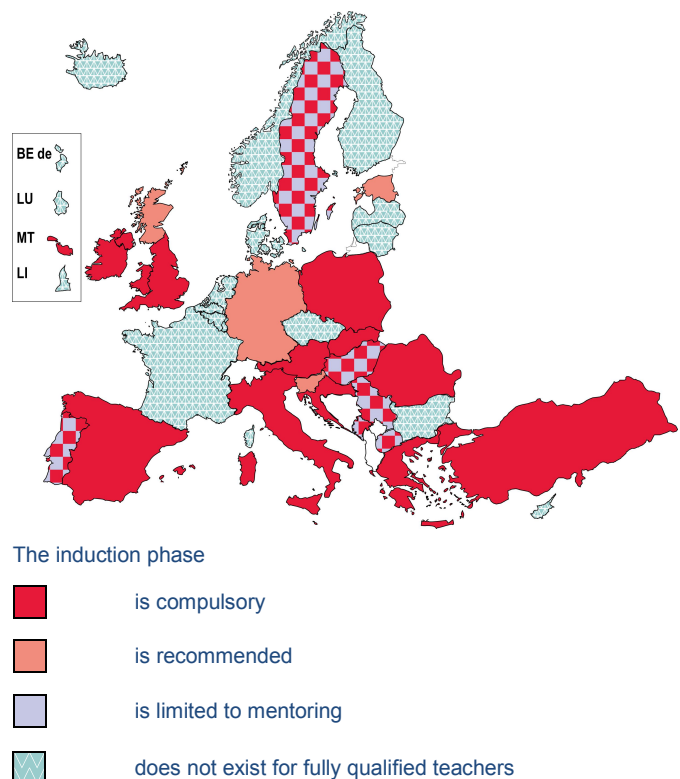 BE de
LU
MT
LI
The induction phase
is compulsory
is recommended
is limited to mentoring
does not exist for fully qualified teachers